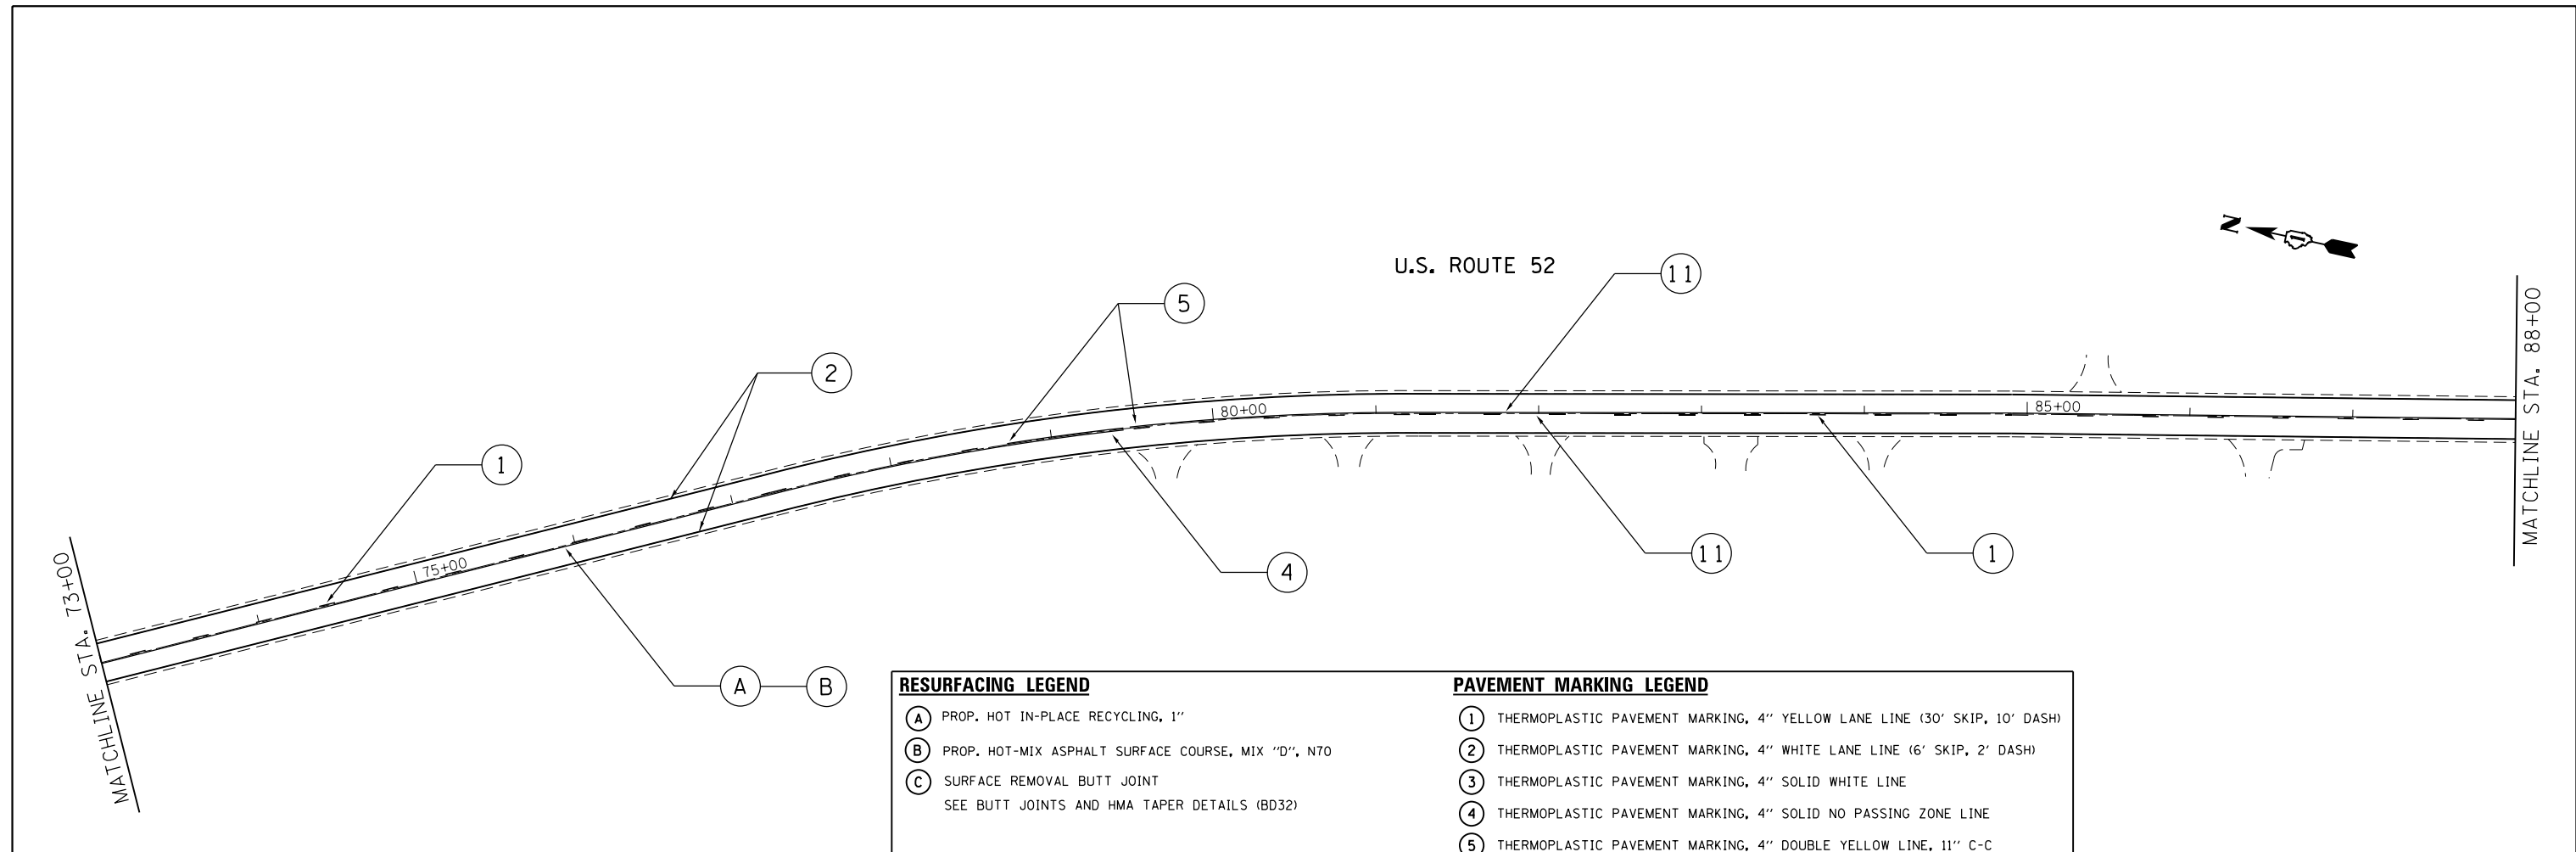 U.S. ROUTE 52
N
11
5
2
1
80+00
85+00
75+00
4
11
1
A
B
MATCHLINE STA. 73+00
MATCHLINE STA. 88+00
RESURFACING LEGEND
A PROP. HOT IN-PLACE RECYCLING, 1"
B PROP. HOT-MIX ASPHALT SURFACE COURSE, MIX "D", N70
C SURFACE REMOVAL BUTT JOINT
SEE BUTT JOINTS AND HMA TAPER DETAILS (BD32)
PAVEMENT MARKING LEGEND
1 THERMOPLASTIC PAVEMENT MARKING, 4" YELLOW LANE LINE (30' SKIP, 10' DASH)
2 THERMOPLASTIC PAVEMENT MARKING, 4" WHITE LANE LINE (6' SKIP, 2' DASH)
3 THERMOPLASTIC PAVEMENT MARKING, 4" SOLID WHITE LINE
4 THERMOPLASTIC PAVEMENT MARKING, 4" SOLID NO PASSING ZONE LINE
5 THERMOPLASTIC PAVEMENT MARKING, 4" DOUBLE YELLOW LINE, 11" C-C